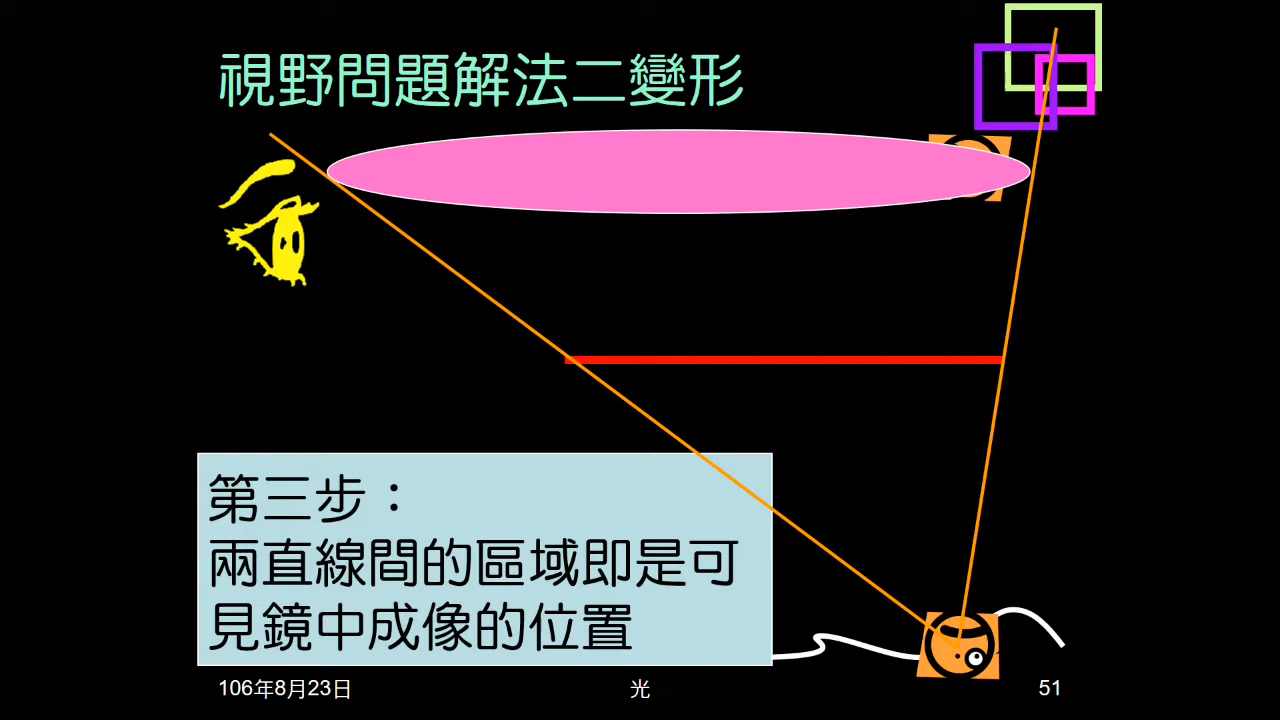 視野問題解法二變形
第三步：
兩直線間的區域即是可
見鏡中成像的位置
106年8月23日
光
51